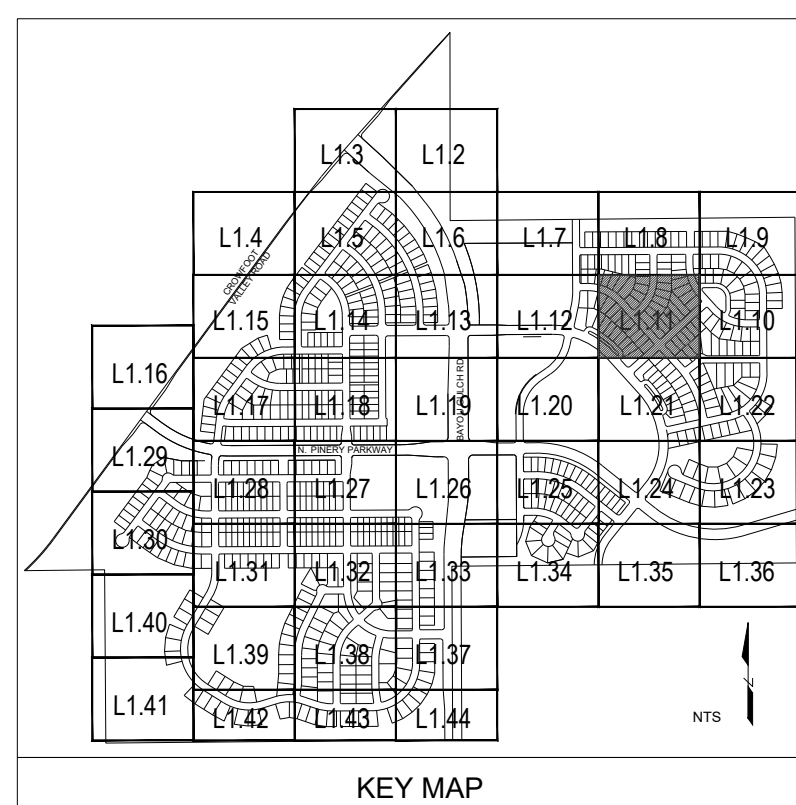 L1.3 L1.2
L1.4 L1.5 L1.6 L1.7 L1.8 L1.9
CROWFOOT
VALLEY ROAD
L1.15 L1.14 L1.13 L1.12 L1.11 L1.10
L1.16
BAYOU GULCH RD
L1.17 L1.18 L1.19 L1.20 L1.21 L1.22
N. PINERY PARKWAY
L1.29
L1.28 L1.27 L1.26 L1.25 L1.24 L1.23
L1.30
L1.31 L1.32 L1.33 L1.34 L1.35 L1.36
L1.40
L1.39 L1.38 L1.37
N
L1.41
L1.42 L1.43 L1.44
NTS
KEY MAP